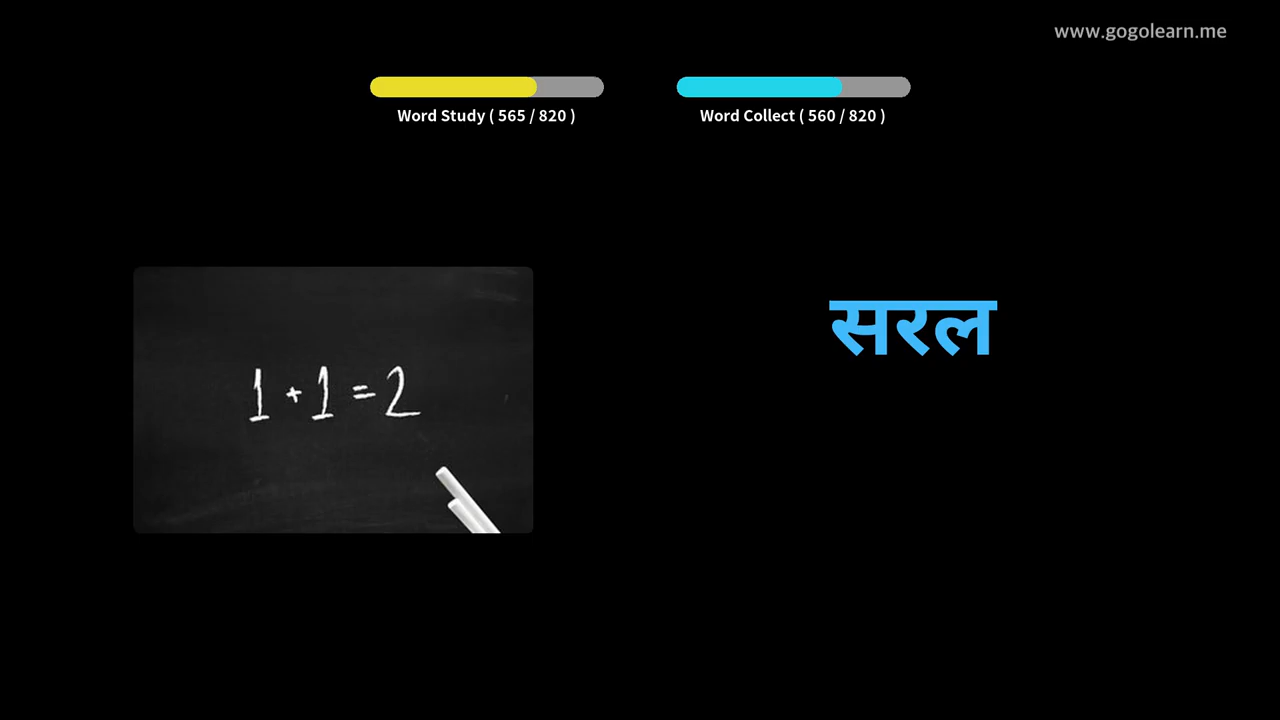 www.gogolearn.me
Word Study ( 565 / 820 )
Word Collect ( 560 / 820 )
सरल
1 + 1 = 2